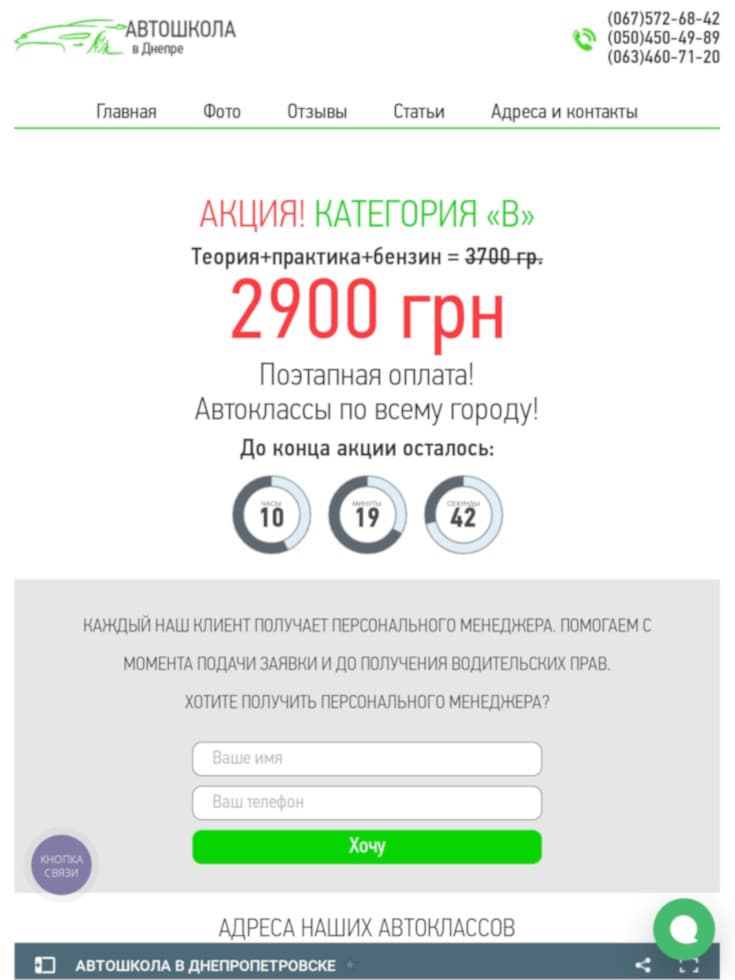 АВТОШКОЛА
в Днепре
(067)572-68-42
(050)450-49-89
(063)460-71-20
Главная Фото Отзывы Статьи Адреса и контакты
АКЦИЯ! КАТЕГОРИЯ «В»
Теория+практика+бензин = 3700 гр.
2900 грн
Поэтапная оплата!
Автоклассы по всему городу!
До конца акции осталось:
ЧАСЫ МИНУТЫ СЕКУНДЫ
10 19 42
КАЖДЫЙ НАШ КЛИЕНТ ПОЛУЧАЕТ ПЕРСОНАЛЬНОГО МЕНЕДЖЕРА. ПОМОГАЕМ С
МОМЕНТА ПОДАЧИ ЗАЯВКИ И ДО ПОЛУЧЕНИЯ ВОДИТЕЛЬСКИХ ПРАВ.
ХОТИТЕ ПОЛУЧИТЬ ПЕРСОНАЛЬНОГО МЕНЕДЖЕРА?
Ваше имя
Ваш телефон
Хочу
КНОПКА
СВЯЗИ
АДРЕСА НАШИХ АВТОКЛАССОВ
АВТОШКОЛА В ДНЕПРОПЕТРОВСКЕ